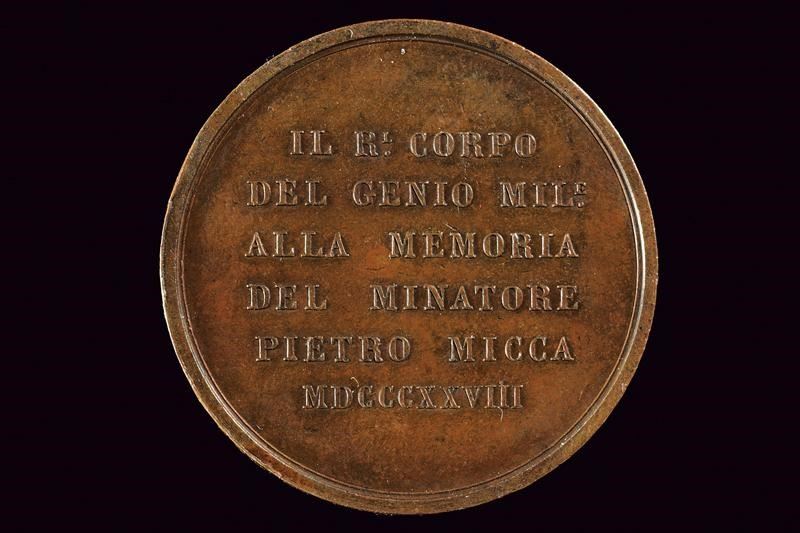 IL R.L CORPO
DEL GENIO MIL.E
ALLA MEMORIA
DEL MINATORE
PIETRO MICCA
MDCCCXXVIII